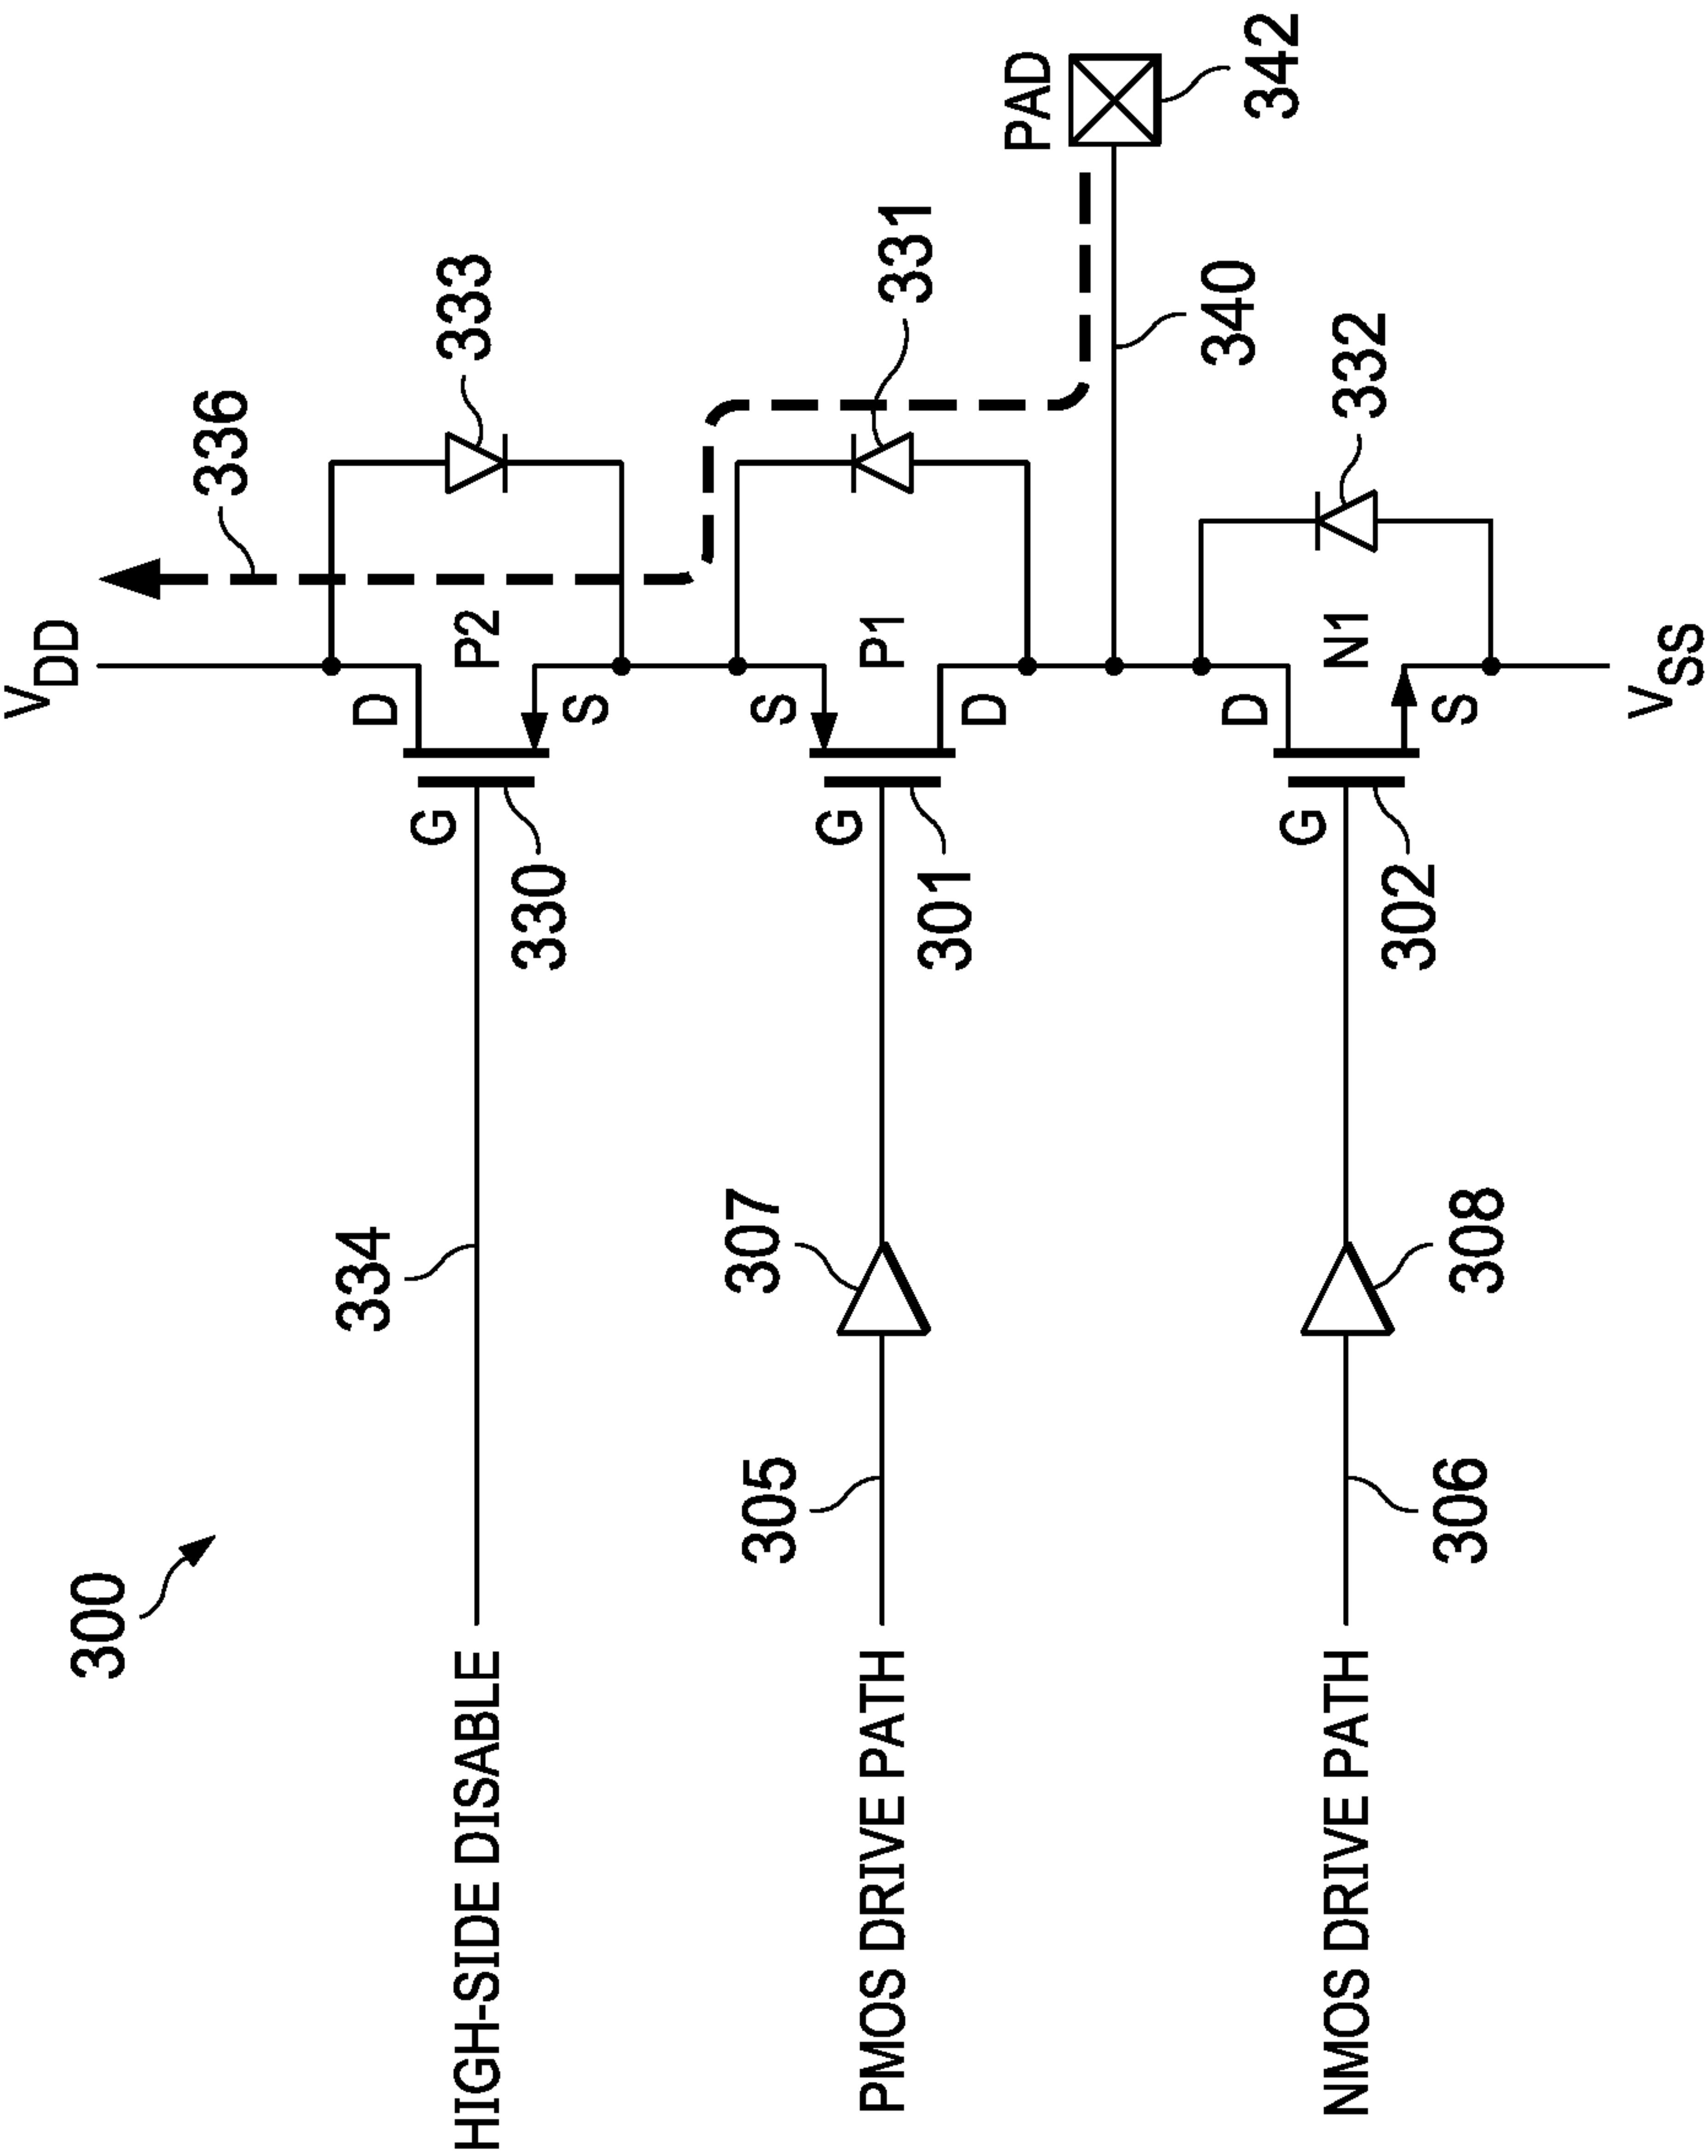 300
HIGH-SIDE DISABLE
334
G
D
S
P2
330
VDD
336
333
PMOS DRIVE PATH
305
307
G
S
D
P1
301
331
PAD
340
342
NMOS DRIVE PATH
306
308
G
D
S
N1
302
332
VSS